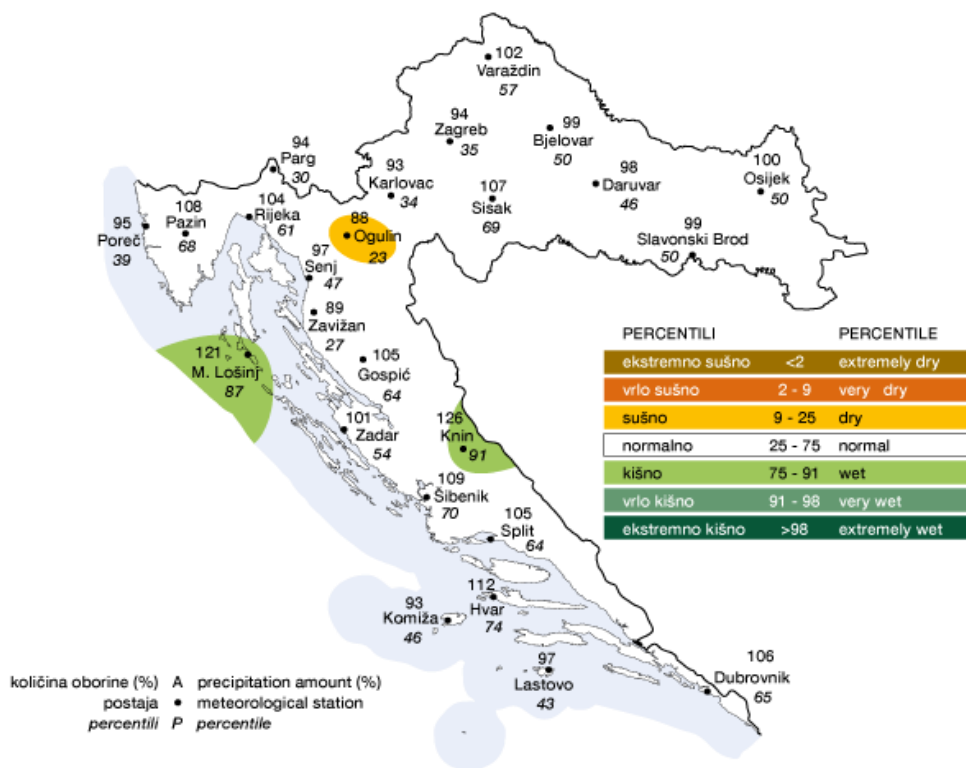 102
Varaždin
57
94
Zagreb
35
99
Bjelovar
50
94
Parg
30
93
Karlovac
34
98
Daruvar
46
100
Osijek
50
107
Sisak
69
104
Rijeka
61
108
Pazin
68
95
Poreč
39
88
Ogulin
23
99
Slavonski Brod
50
97
Senj
47
89
Zavižan
27
121
M. Lošinj
87
105
Gospić
64
101
Zadar
54
126
Knin
91
109
Šibenik
70
105
Split
64
112
Hvar
74
93
Komiža
46
97
Lastovo
43
106
Dubrovnik
65
PERCENTILI PERCENTILE
ekstremno sušno <2 extremely dry
vrlo sušno 2 - 9 very dry
sušno 9 - 25 dry
normalno 25 - 75 normal
kišno 75 - 91 wet
vrlo kišno 91 - 98 very wet
ekstremno kišno >98 extremely wet
količina oborine (%) A precipitation amount (%)
postaja ● meteorological station
percentili P percentile